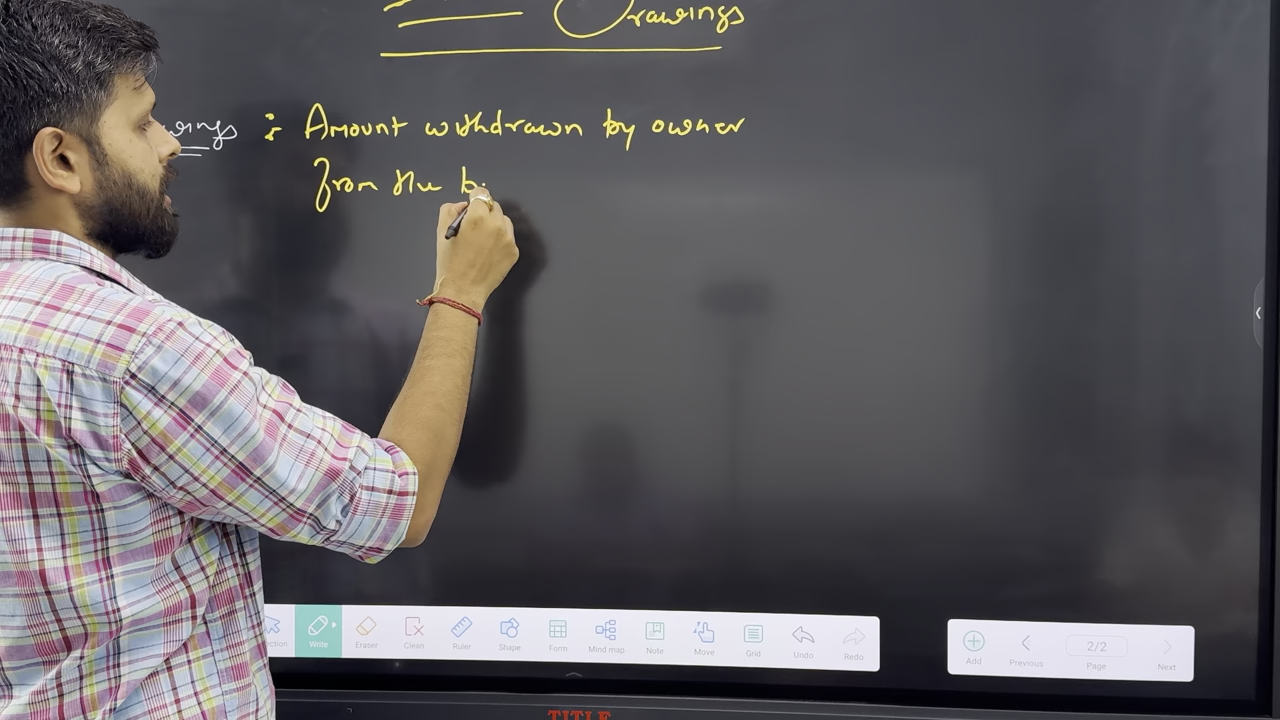 Drawings
: Amount withdrawn by owner
from the
Write
Eraser
Clean
Ruler
Shape
Form
Mind map
Note
Move
Grid
Undo
Redo
Add
Previous
2/2
Page
Next